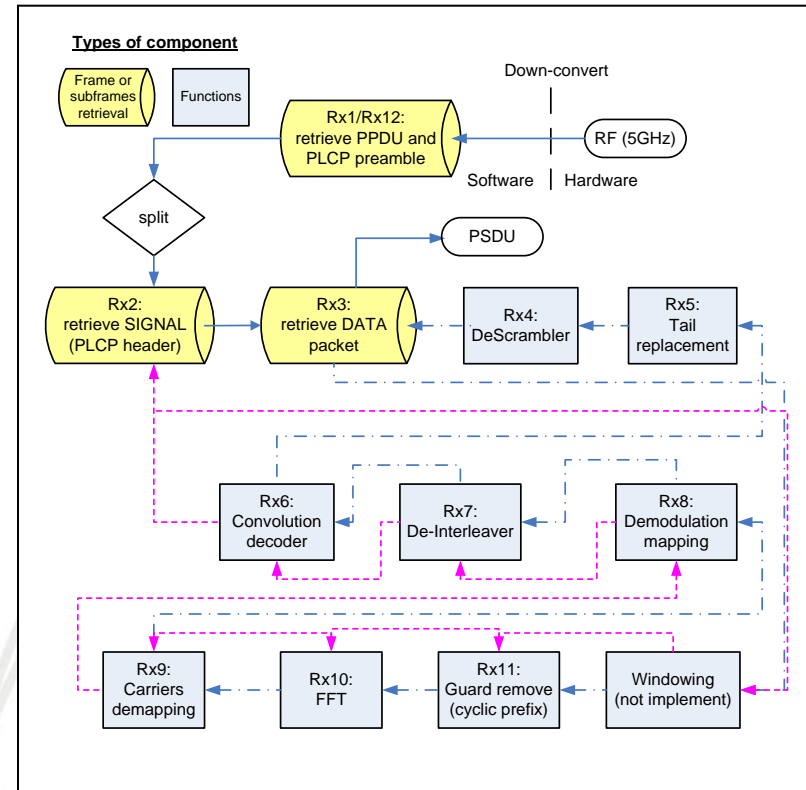 Types of component
Frame or
subframes
retrieval
Functions
Down-convert
Rx1/Rx12:
retrieve PPDU and
PLCP preamble
RF (5GHz)
Software
Hardware
split
PSDU
Rx2:
retrieve SIGNAL
(PLCP header)
Rx3:
retrieve DATA
packet
Rx4:
DeScrambler
Rx5:
Tail
replacement
Rx6:
Convolution
decoder
Rx7:
De-Interleaver
Rx8:
Demodulation
mapping
Rx9:
Carriers
demapping
Rx10:
FFT
Rx11:
Guard remove
(cyclic prefix)
Windowing
(not implement)